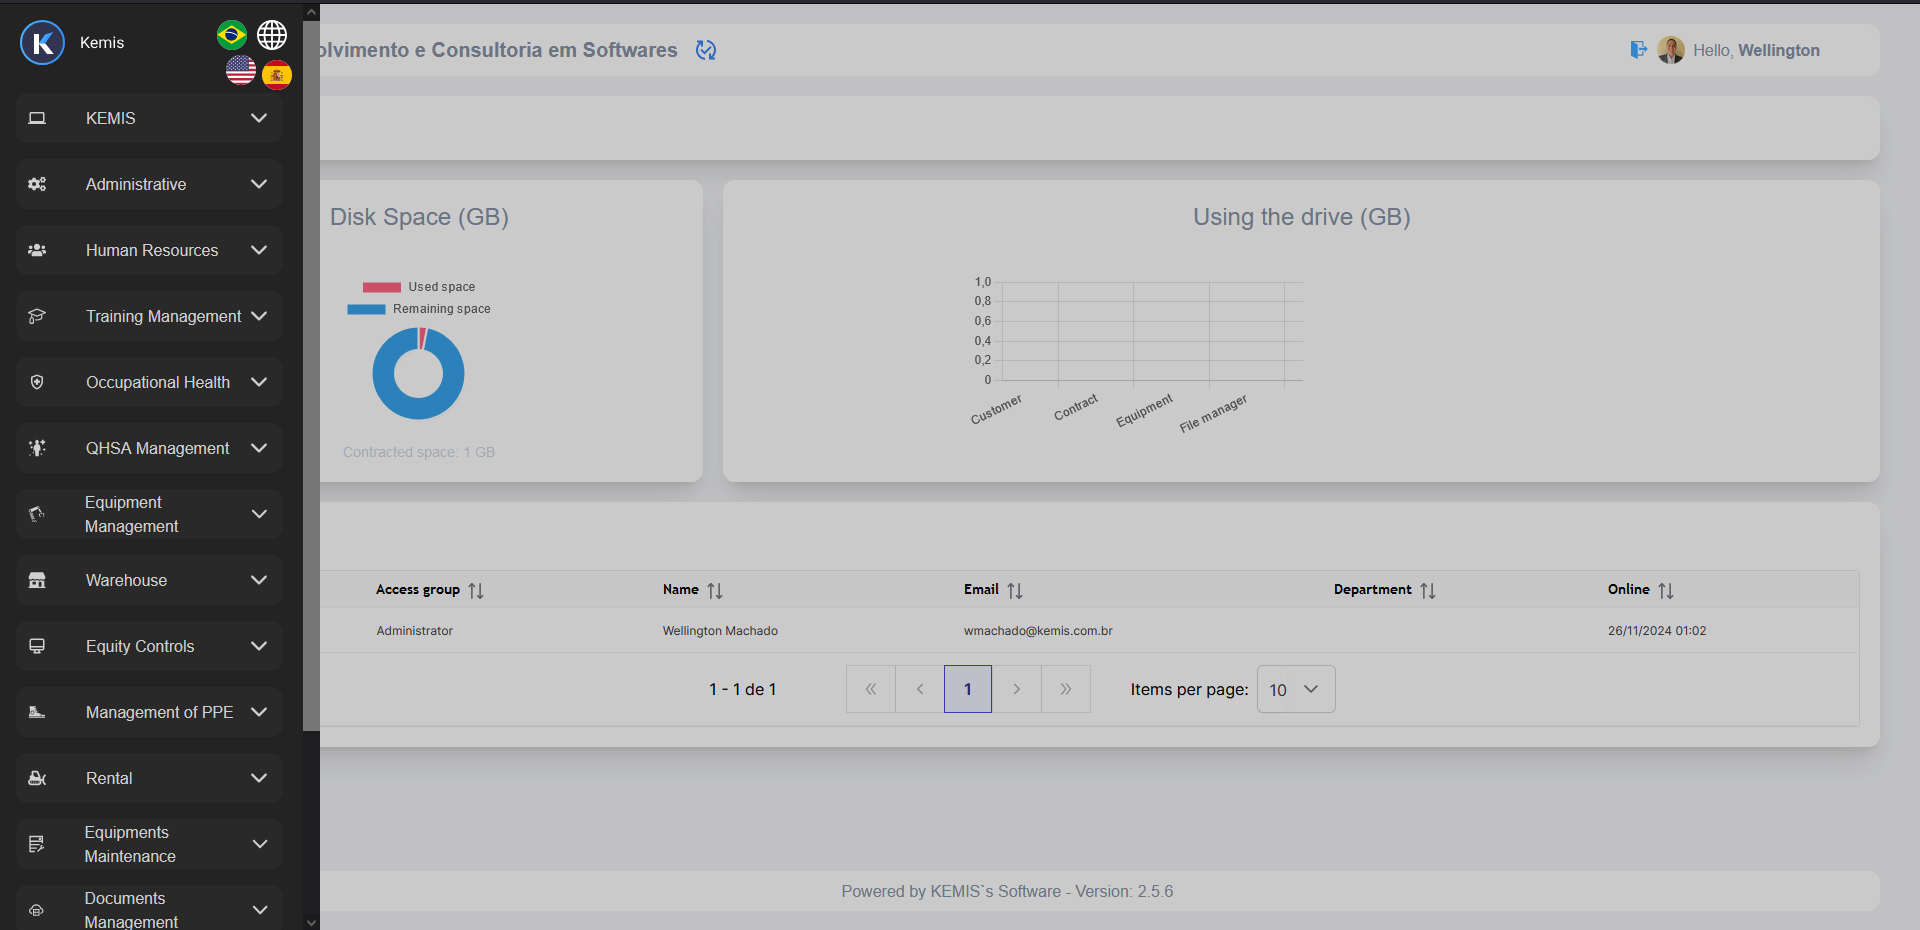 Kemis
olvimento e Consultoria em Softwares
Hello, Wellington
KEMIS
Administrative
Human Resources
Training Management
Occupational Health
QHSA Management
Equipment
Management
Warehouse
Equity Controls
Management of PPE
Rental
Equipments
Maintenance
Documents
Management
Disk Space (GB)
Used space
Remaining space
Contracted space: 1 GB
Using the drive (GB)
1,0
0,8
0,6
0,4
0,2
0
Customer
Contract
Equipment
File manager
Access group Name Email Department Online
Administrator Wellington Machado wmachado@kemis.com.br 26/11/2024 01:02
1 - 1 de 1 « ‹ 1 › » Items per page: 10
Powered by KEMIS`s Software - Version: 2.5.6